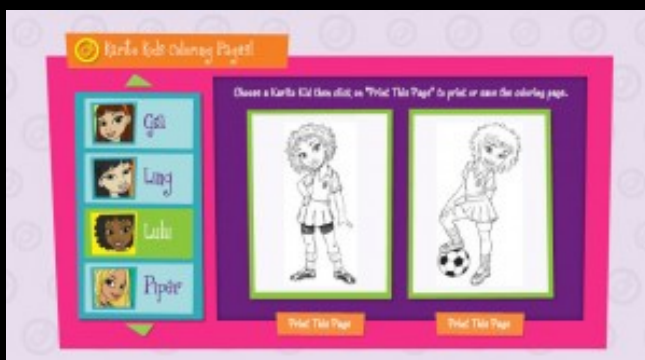 Karito Kids Coloring Pages!
Choose a Karito Kid then click on "Print This Page" to print or save the coloring page.
Gia
Ling
Lulu
Piper
Print This Page
Print This Page